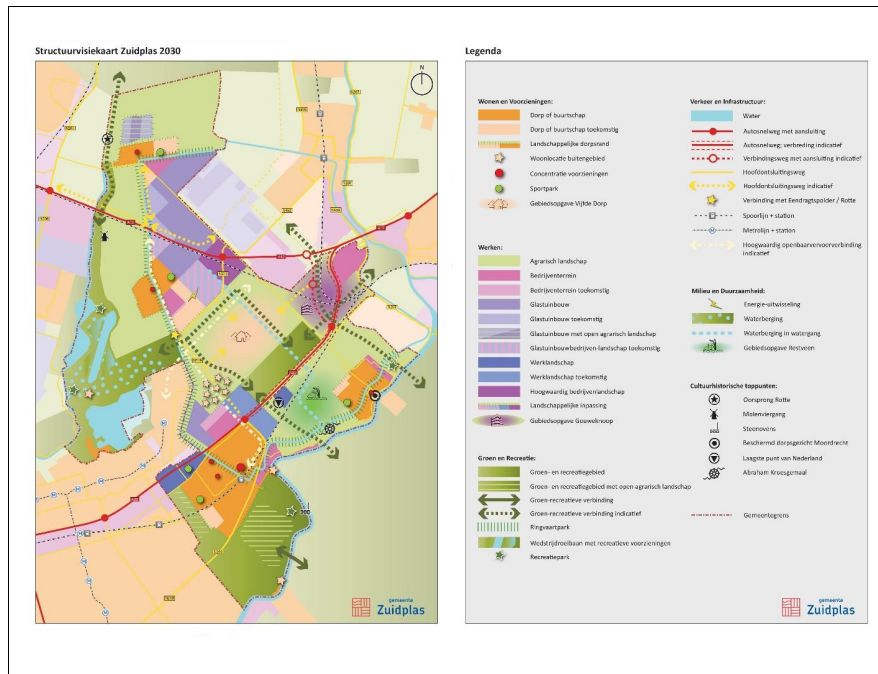 Structuurvisiekaart Zuidplas 2030
N
gemeente
Zuidplas
Legenda
Wonen en Voorzieningen:
Dorp of buurtschap
Dorp of buurtschap toekomstig
Landschappelijke dorpsrand
Woonlocatie buitengebied
Concentratie voorzieningen
Sportpark
Gebiedsopgave Vijfde Dorp
Werken:
Agrarisch landschap
Bedrijventerrein
Bedrijventerrein toekomstig
Glastuinbouw
Glastuinbouw toekomstig
Glastuinbouw met open agrarisch landschap
Glastuinbouwbedrijven-landschap toekomstig
Werklandschap
Werklandschap toekomstig
Hoogwaardig bedrijvenlandschap
Landschappelijke inpassing
Gebiedsopgave Gouweknoop
Groen en Recreatie:
Groen- en recreatiegebied
Groen- en recreatiegebied met open agrarisch landschap
Groen-recreatieve verbinding
Groen-recreatieve verbinding indicatief
Ringvaartpark
Wedstrijdroeibaan met recreatieve voorzieningen
Recreatiepark
Verkeer en Infrastructuur:
Water
Autosnelweg met aansluiting
Autosnelweg; verbreding indicatief
Verbindingsweg met aansluiting indicatief
Hoofdontsluitingsweg
Hoofdontsluitingsweg indicatief
Verbinding met Eendragtspolder / Rotte
Spoorlijn + station
Metrolijn + station
Hoogwaardig openbaarvervoerverbinding
indicatief
Milieu en Duurzaamheid:
Energie-uitwisseling
Waterberging
Waterberging in watergang
Gebiedsopgave Restveen
Cultuurhistorische toppunten:
Oorsprong Rotte
Molenviergang
Steenovens
Beschermd dorpsgezicht Moordrecht
Laagste punt van Nederland
Abraham Kroesgemaal
Gemeentegrens
gemeente
Zuidplas